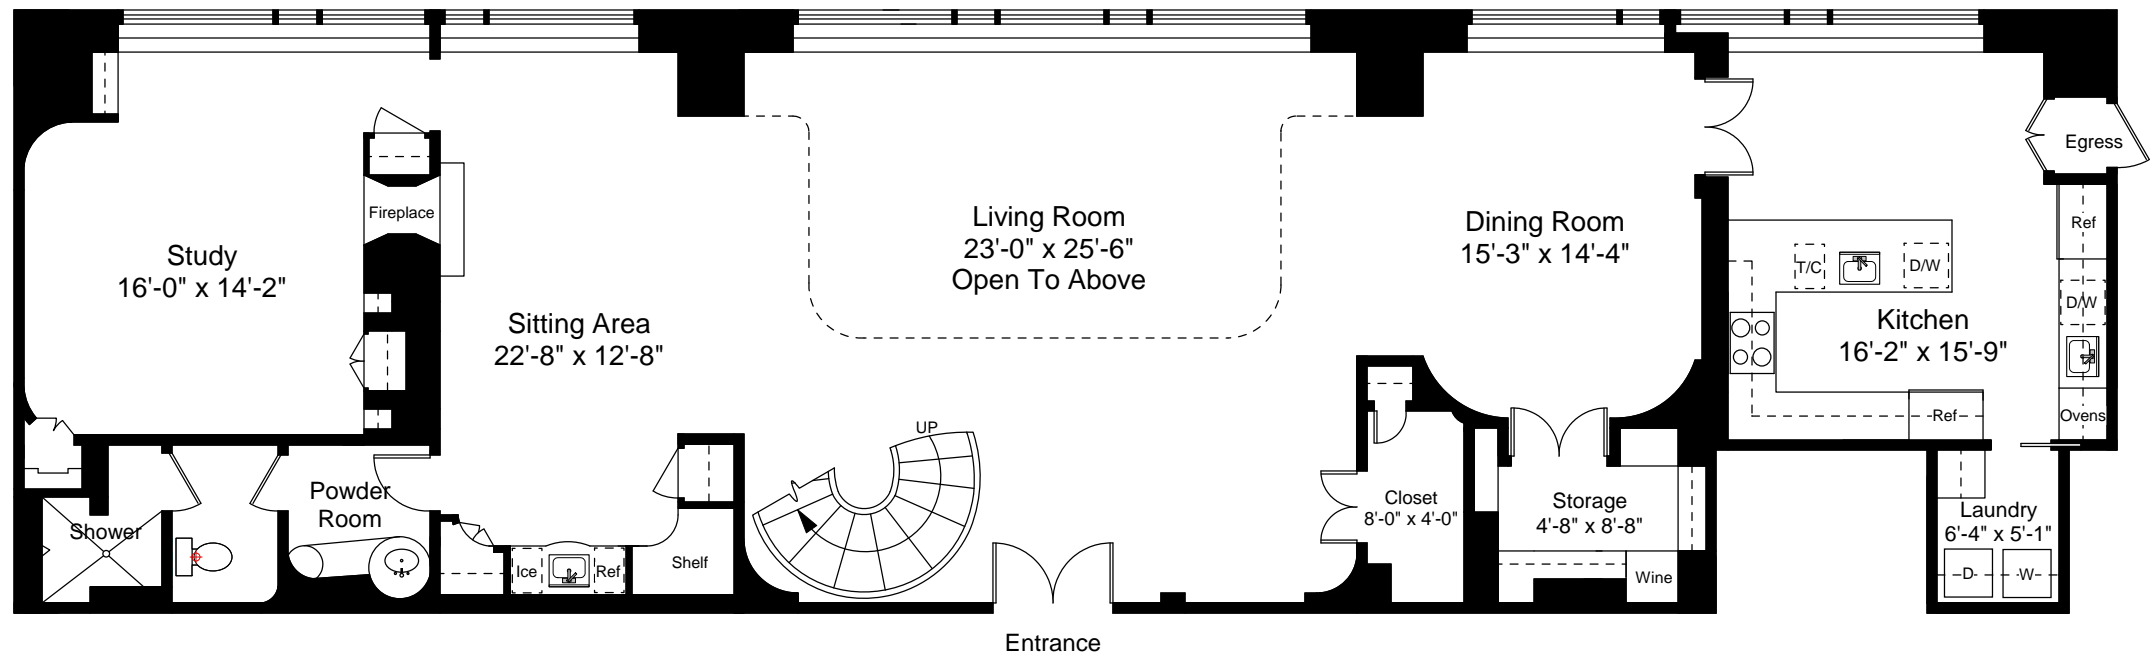 Study
16'-0" x 14'-2"
Fireplace
Sitting Area
22'-8" x 12'-8"
Living Room
23'-0" x 25'-6"
Open To Above
Dining Room
15'-3" x 14'-4"
Egress
Ref
T/C
D/W
D/W
Kitchen
16'-2" x 15'-9"
Ref
Ovens
UP
Powder
Room
Shower
Ice
Ref
Shelf
Closet
8'-0" x 4'-0"
Storage
4'-8" x 8'-8"
Wine
Laundry
6'-4" x 5'-1"
D
W
Entrance